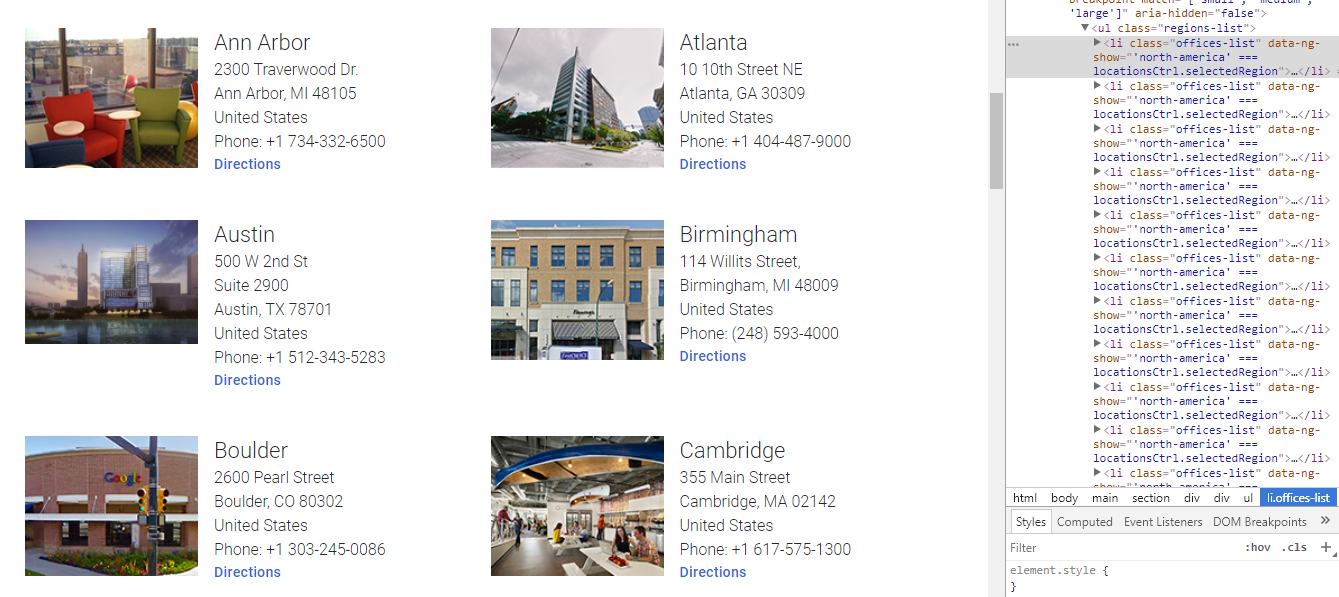 Ann Arbor
2300 Traverwood Dr.
Ann Arbor, MI 48105
United States
Phone: +1 734-332-6500
Directions
Atlanta
10 10th Street NE
Atlanta, GA 30309
United States
Phone: +1 404-487-9000
Directions
Austin
500 W 2nd St
Suite 2900
Austin, TX 78701
United States
Phone: +1 512-343-5283
Directions
Birmingham
114 Willits Street,
Birmingham, MI 48009
United States
Phone: (248) 593-4000
Directions
Google
Boulder
2600 Pearl Street
Boulder, CO 80302
United States
Phone: +1 303-245-0086
Directions
Cambridge
355 Main Street
Cambridge, MA 02142
United States
Phone: +1 617-575-1300
Directions
'large']" aria-hidden="false">
▼<ul class="regions-list">
… ▶<li class="offices-list" data-ng-
show="'north-america' ===
locationsCtrl.selectedRegion">…</li> =
▶<li class="offices-list" data-ng-
show="'north-america' ===
locationsCtrl.selectedRegion">…</li>
▶<li class="offices-list" data-ng-
show="'north-america' ===
locationsCtrl.selectedRegion">…</li>
▶<li class="offices-list" data-ng-
show="'north-america' ===
locationsCtrl.selectedRegion">…</li>
▶<li class="offices-list" data-ng-
show="'north-america' ===
locationsCtrl.selectedRegion">…</li>
▶<li class="offices-list" data-ng-
show="'north-america' ===
locationsCtrl.selectedRegion">…</li>
▶<li class="offices-list" data-ng-
show="'north-america' ===
locationsCtrl.selectedRegion">…</li>
▶<li class="offices-list" data-ng-
show="'north-america' ===
locationsCtrl.selectedRegion">…</li>
▶<li class="offices-list" data-ng-
show="'north-america' ===
locationsCtrl.selectedRegion">…</li>
▶<li class="offices-list" data-ng-
show="'north-america' ===
locationsCtrl.selectedRegion">…</li>
▶<li class="offices-list" data-ng-
show="'north-america' ===
html body main section div div ul li.offices-list
Styles Computed Event Listeners DOM Breakpoints »
Filter :hov .cls +
element.style {
}